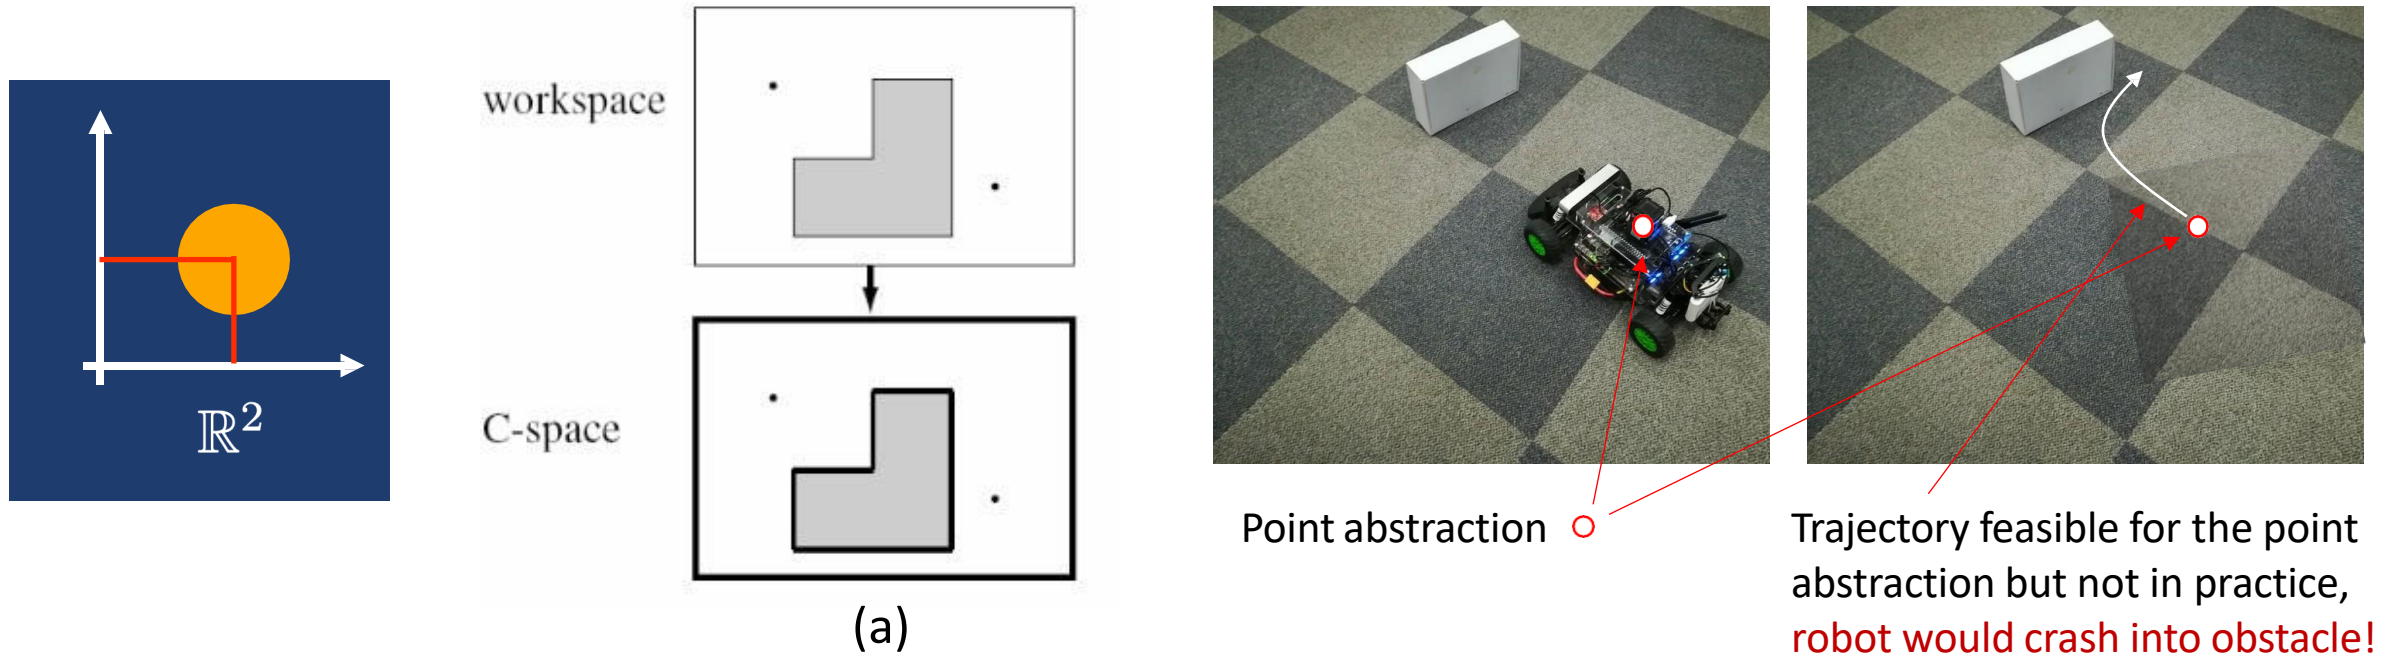 ℝ²
workspace
C-space
(a)
Point abstraction
Trajectory feasible for the point
abstraction but not in practice,
robot would crash into obstacle!